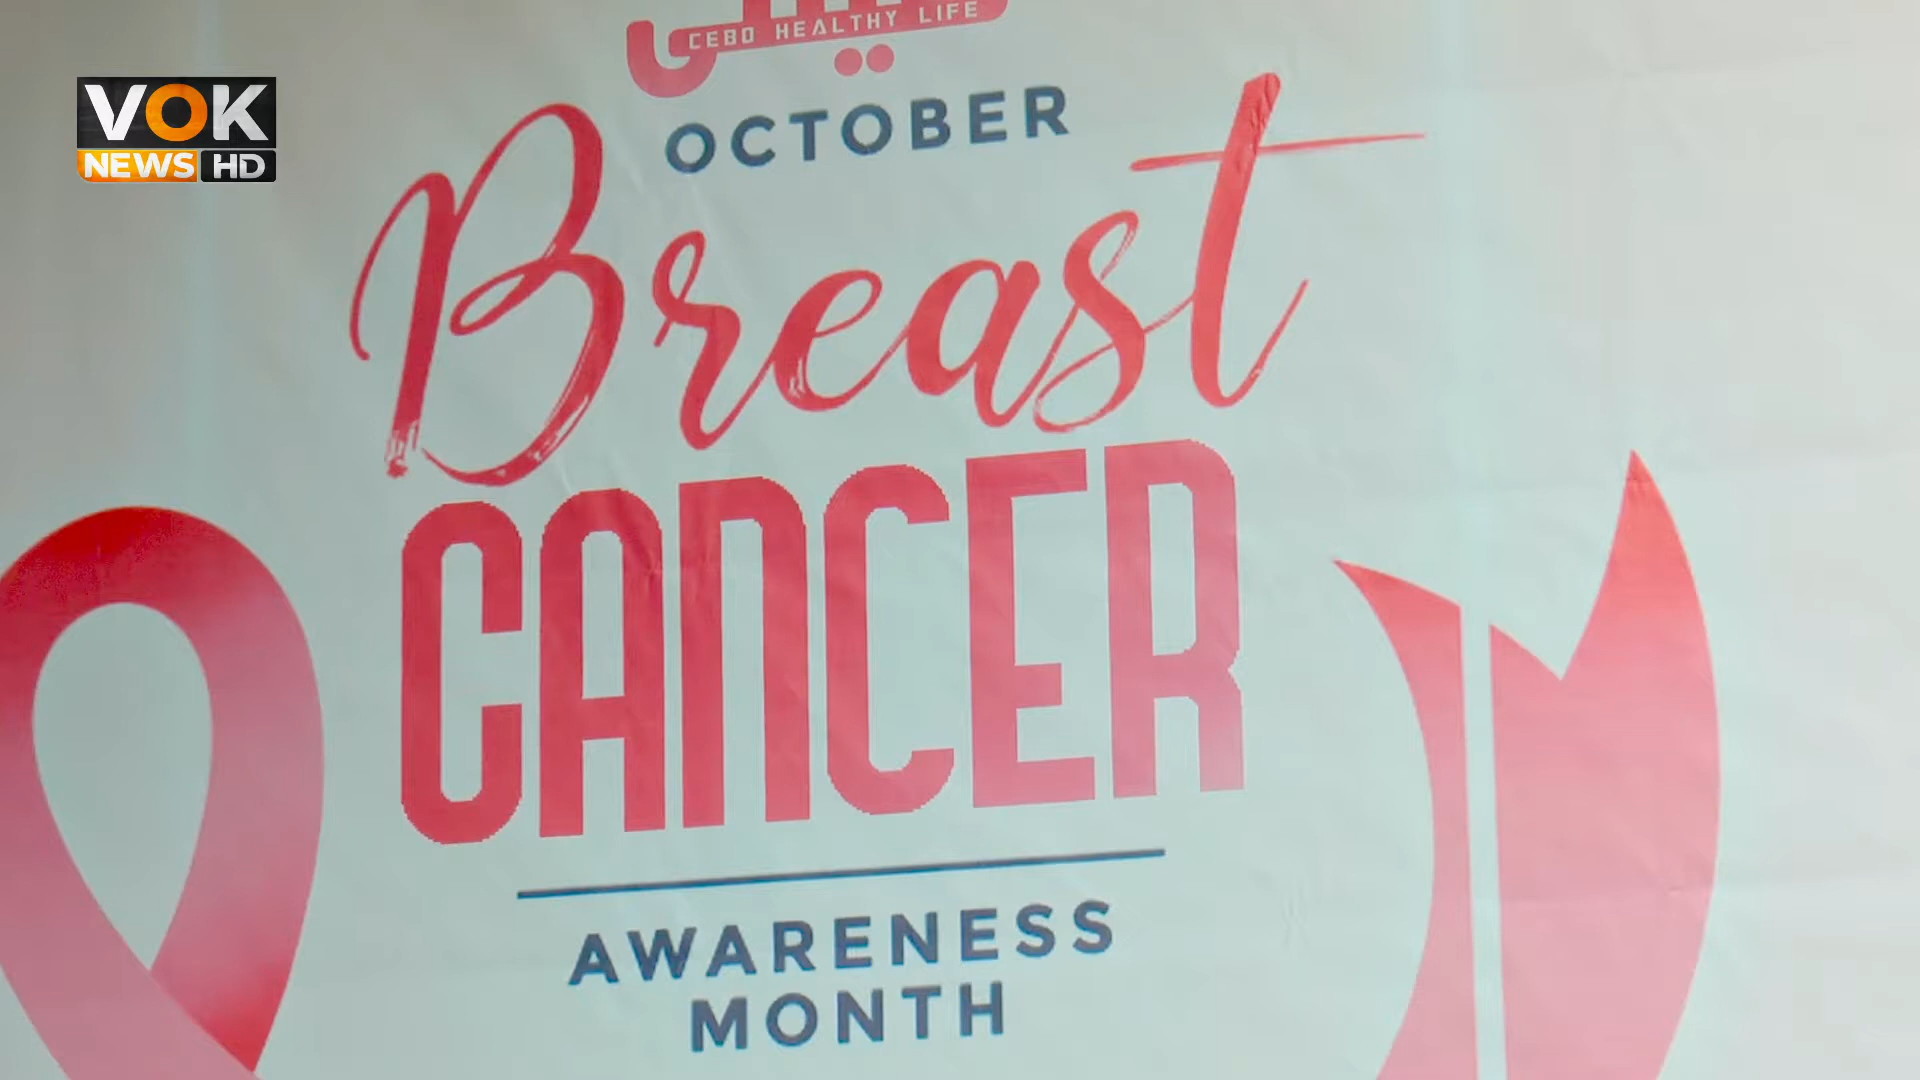 CEBO HEALTHY LIFE
VOK
NEWS HD
OCTOBER
Breast
CANCER
AWARENESS
MONTH